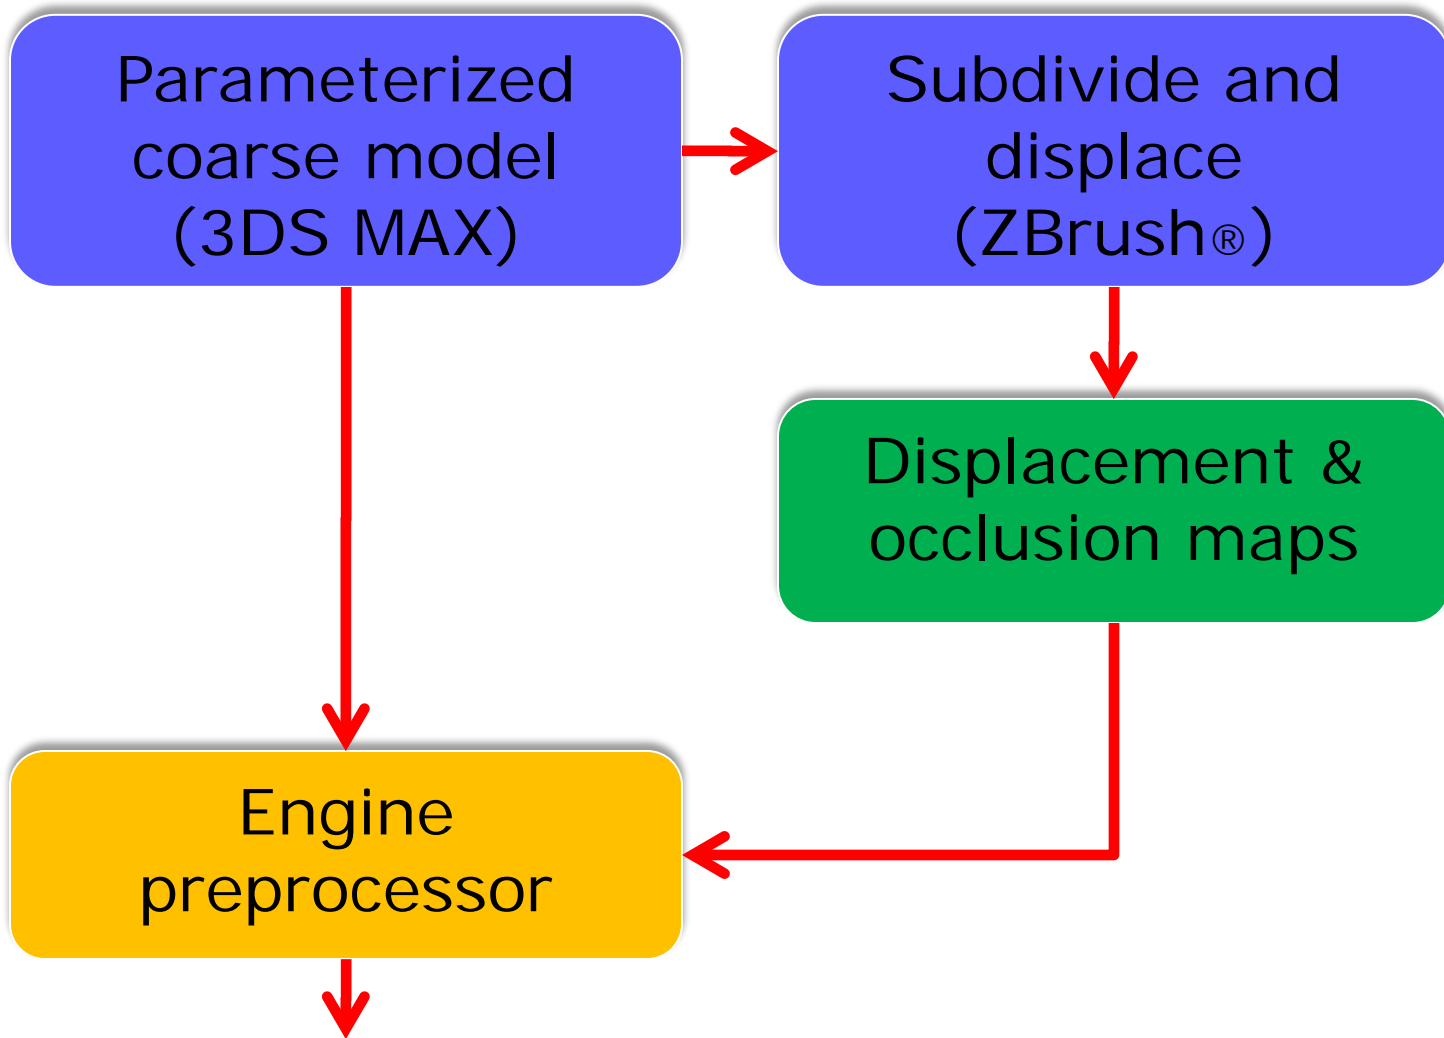 Parameterized
coarse model
(3DS MAX)
Subdivide and
displace
(ZBrush®)
Displacement &
occlusion maps
Engine
preprocessor